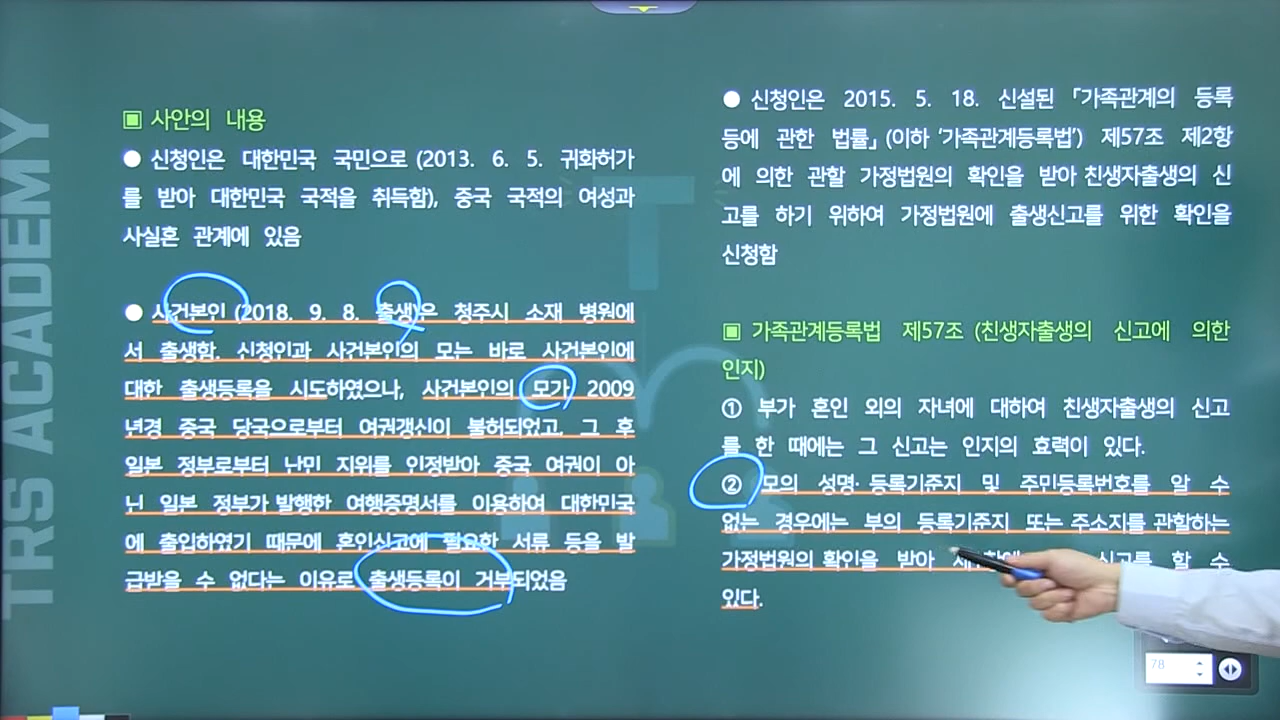 TRS ACADEMY
▣ 사안의 내용
● 신청인은 대한민국 국민으로 (2013. 6. 5. 귀화허가
를 받아 대한민국 국적을 취득함), 중국 국적의 여성과
사실혼 관계에 있음
● 사건본인 (2018. 9. 8. 출생)은 청주시 소재 병원에
서 출생함. 신청인과 사건본인의 모는 바로 사건본인에
대한 출생등록을 시도하였으나, 사건본인의 모가 2009
년경 중국 당국으로부터 여권갱신이 불허되었고, 그 후
일본 정부로부터 난민 지위를 인정받아 중국 여권이 아
닌 일본 정부가 발행한 여행증명서를 이용하여 대한민국
에 출입하였기 때문에 혼인신고에 필요한 서류 등을 발
급받을 수 없다는 이유로 출생등록이 거부되었음
● 신청인은 2015. 5. 18. 신설된 「가족관계의 등록
등에 관한 법률」 (이하 ‘가족관계등록법’) 제57조 제2항
에 의한 관할 가정법원의 확인을 받아 친생자출생의 신
고를 하기 위하여 가정법원에 출생신고를 위한 확인을
신청함
▣ 가족관계등록법 제57조 (친생자출생의 신고에 의한
인지)
① 부가 혼인 외의 자녀에 대하여 친생자출생의 신고
를 한 때에는 그 신고는 인지의 효력이 있다.
② 모의 성명· 등록기준지 및 주민등록번호를 알 수
없는 경우에는 부의 등록기준지 또는 주소지를 관할하는
가정법원의 확인을 받아 신고를 할 수
있다.
78